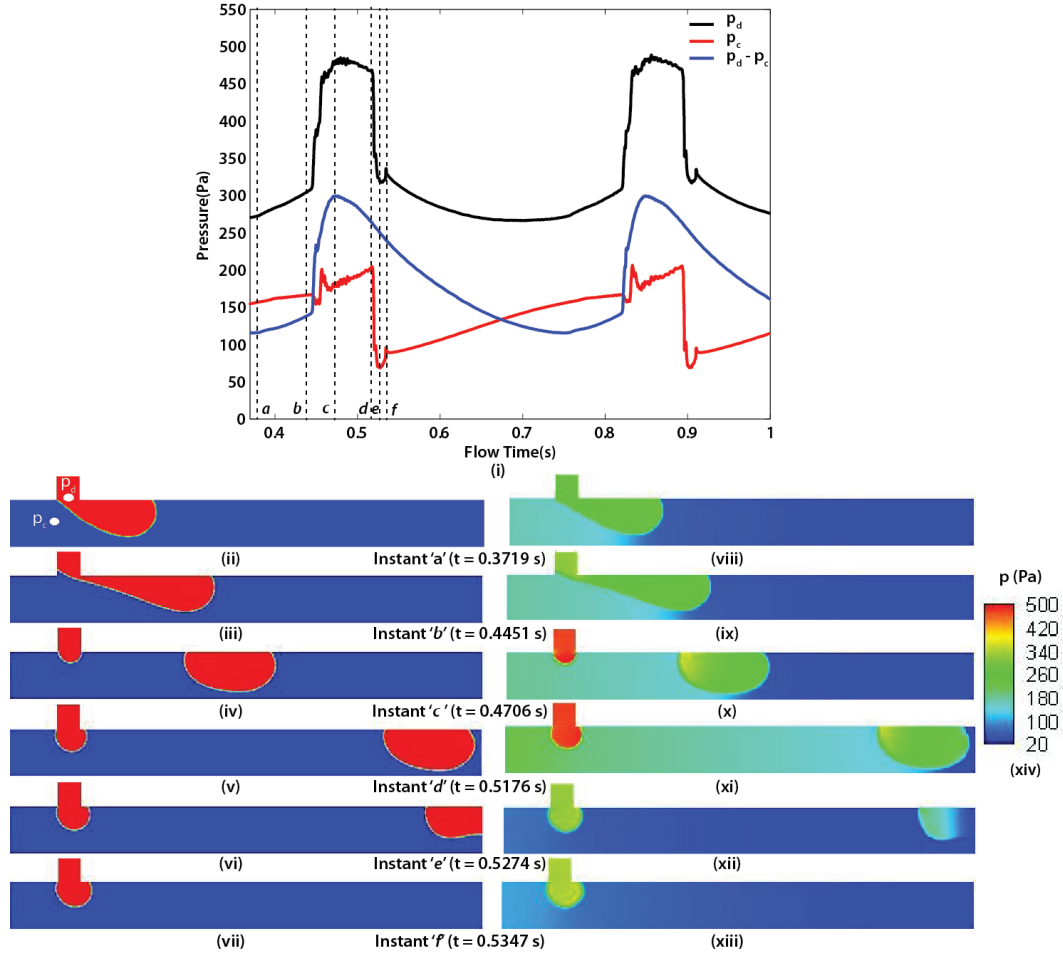 550
500
450
400
350
300
250
200
150
100
50
0
Pressure(Pa)
p_d
p_c
p_d - p_c
a b c d e f
0.4 0.5 0.6 0.7 0.8 0.9 1
Flow Time(s)
(i)
p_d
p_c
(ii) Instant 'a' (t = 0.3719 s) (viii)
(iii) Instant 'b' (t = 0.4451 s) (ix)
(iv) Instant 'c ' (t = 0.4706 s) (x)
(v) Instant 'd' (t = 0.5176 s) (xi)
(vi) Instant 'e' (t = 0.5274 s) (xii)
(vii) Instant 'f' (t = 0.5347 s) (xiii)
p (Pa)
500
420
340
260
180
100
20
(xiv)